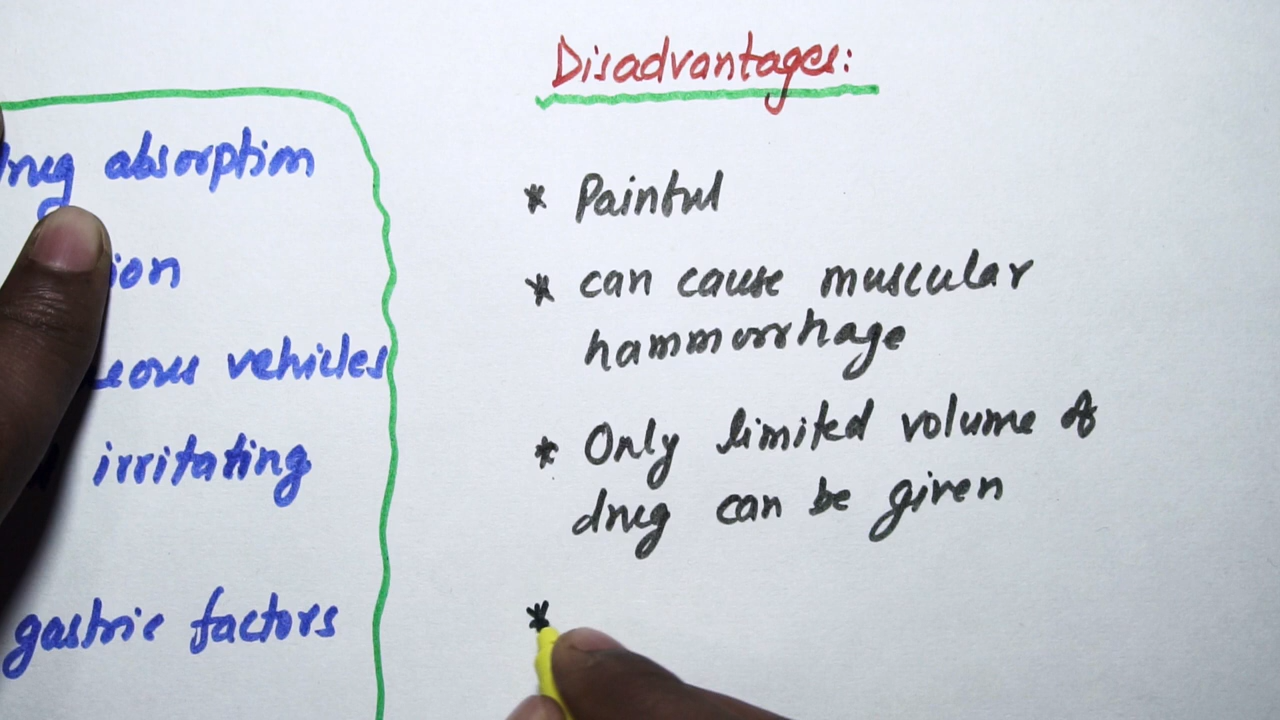 Disadvantages:
drug absorption
ion
eous vehicles
irritating
gastric factors
* Painful
* can cause muscular
hammorrhage
* Only limited volume of
drug can be given
*